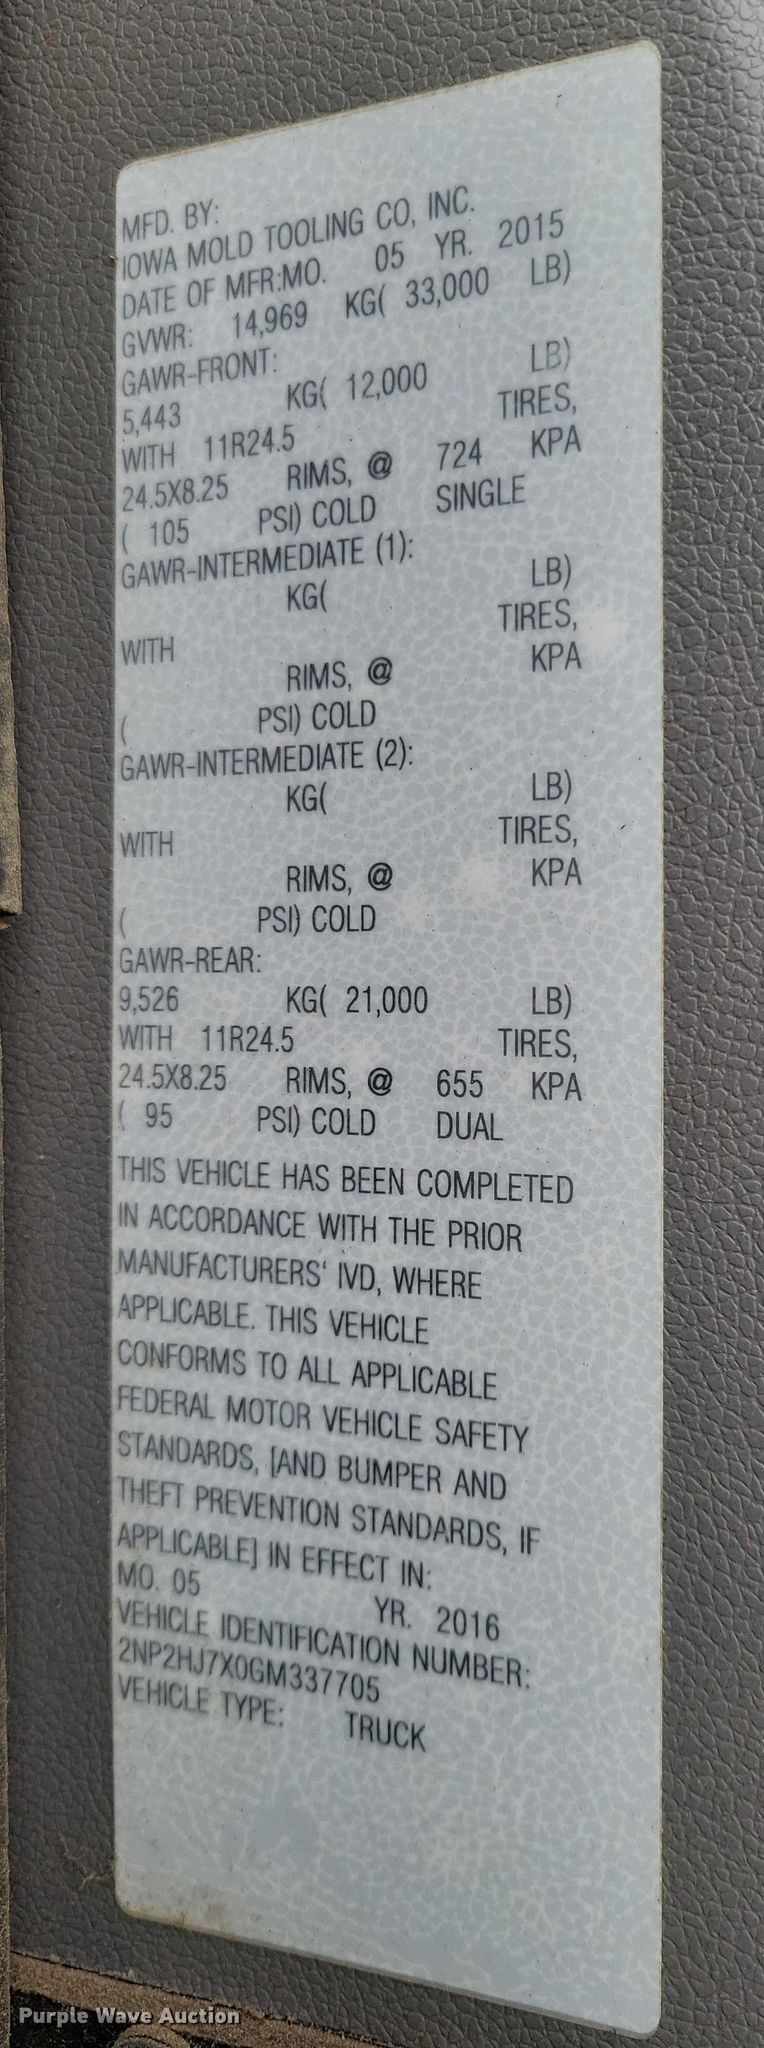 MFD. BY:
IOWA MOLD TOOLING CO, INC.
DATE OF MFR:MO. 05 YR. 2015
GVWR: 14,969 KG( 33,000 LB)
GAWR-FRONT:
5,443 KG( 12,000 LB)
WITH 11R24.5 TIRES,
24.5X8.25 RIMS, @ 724 KPA
( 105 PSI) COLD SINGLE
GAWR-INTERMEDIATE (1):
KG( LB)
WITH TIRES,
RIMS, @ KPA
( PSI) COLD
GAWR-INTERMEDIATE (2):
KG( LB)
WITH TIRES,
RIMS, @ KPA
( PSI) COLD
GAWR-REAR:
9,526 KG( 21,000 LB)
WITH 11R24.5 TIRES,
24.5X8.25 RIMS, @ 655 KPA
( 95 PSI) COLD DUAL
THIS VEHICLE HAS BEEN COMPLETED
IN ACCORDANCE WITH THE PRIOR
MANUFACTURERS' IVD, WHERE
APPLICABLE. THIS VEHICLE
CONFORMS TO ALL APPLICABLE
FEDERAL MOTOR VEHICLE SAFETY
STANDARDS, [AND BUMPER AND
THEFT PREVENTION STANDARDS, IF
APPLICABLE] IN EFFECT IN:
MO. 05 YR. 2016
VEHICLE IDENTIFICATION NUMBER:
2NP2HJ7X0GM337705
VEHICLE TYPE: TRUCK
Purple Wave Auction